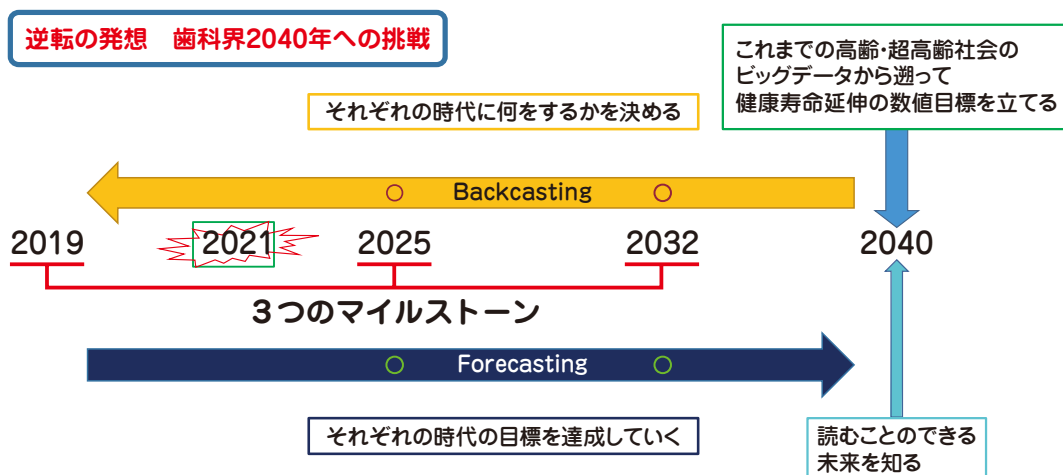 逆転の発想　歯科界2040年への挑戦
これまでの高齢・超高齢社会の
ビッグデータから遡って
健康寿命延伸の数値目標を立てる
それぞれの時代に何をするかを決める
Backcasting
2019 2021 2025 2032 2040
3つのマイルストーン
Forecasting
それぞれの時代の目標を達成していく
読むことのできる
未来を知る